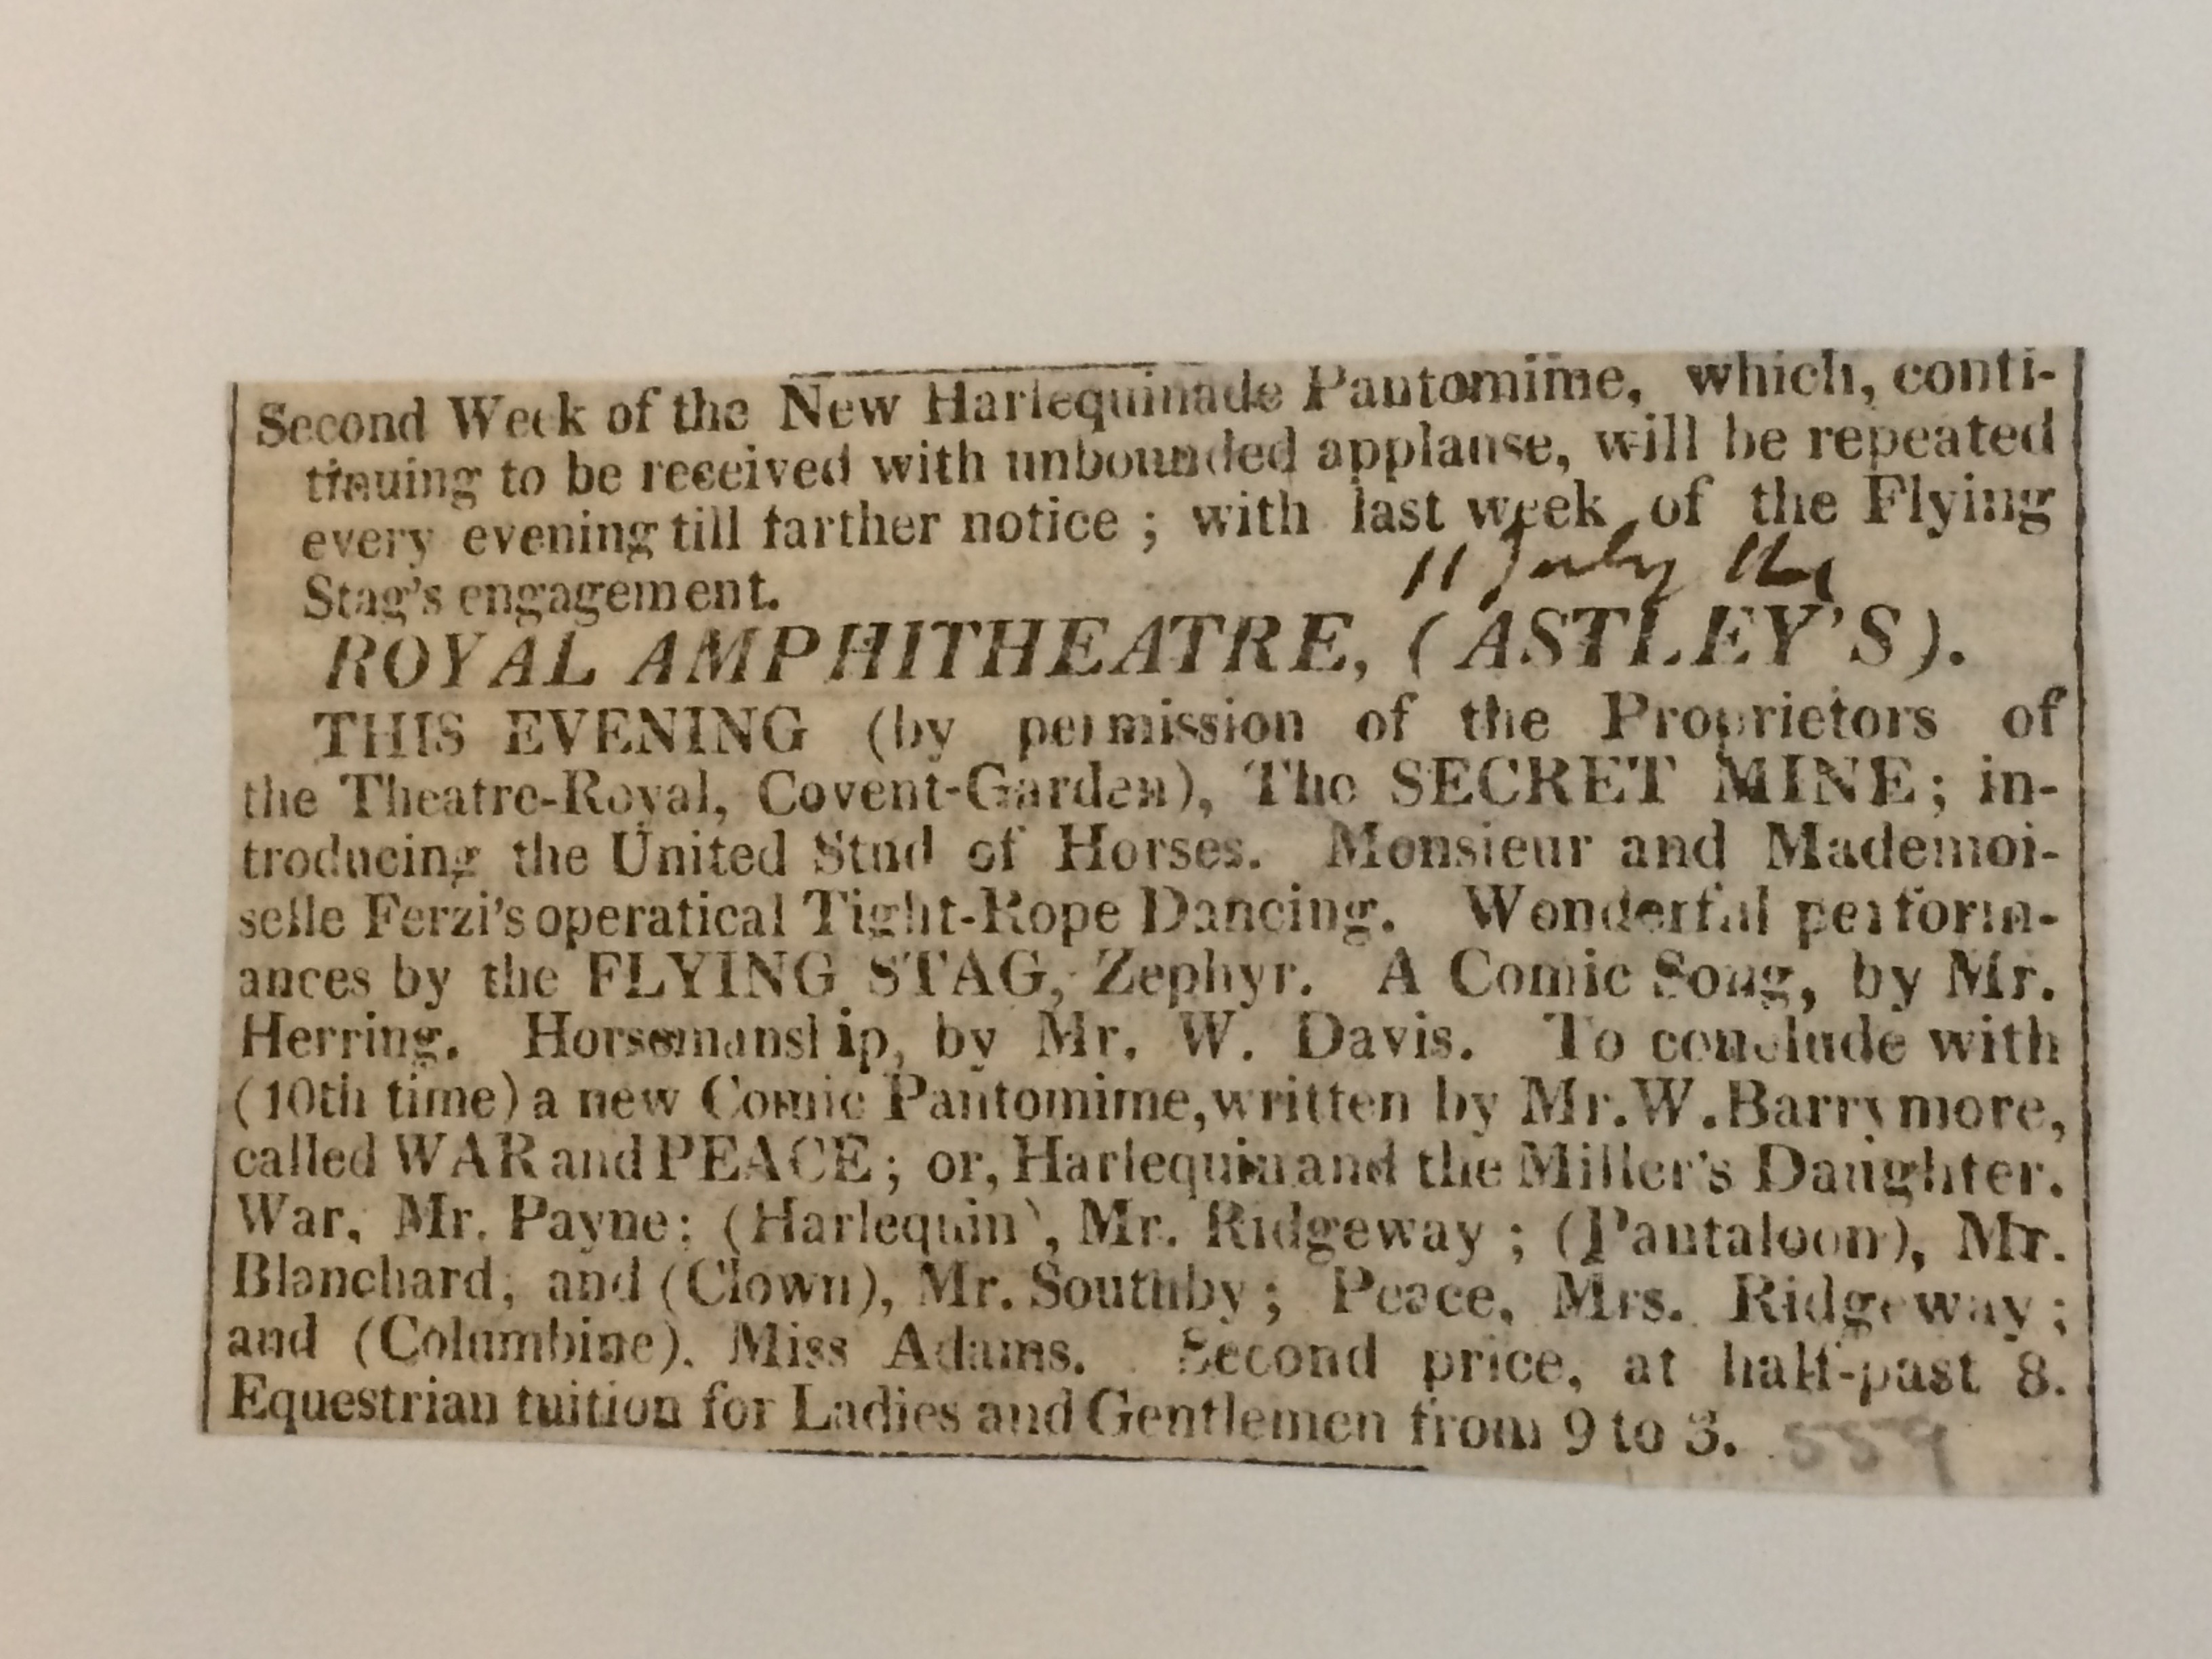 Second Week of the New Harlequinade Pantomime, which, conti-
tinuing to be received with unbounded applause, will be repeated
every evening till farther notice ; with last week of the Flying
Stag's engagement.
11 July
ROYAL AMPHITHEATRE, (ASTLEY'S).
THIS EVENING (by permission of the Proprietors of
the Theatre-Royal, Covent-Garden), The SECRET MINE; in-
troducing the United Stud of Horses. Monsieur and Mademoi-
selle Ferzi's operatical Tight-Rope Dancing. Wonderful perform-
ances by the FLYING STAG, Zephyr. A Comic Song, by Mr.
Herring. Horsemanship, by Mr. W. Davis. To conclude with
(10th time) a new Comic Pantomime, written by Mr. W. Barrymore,
called WAR and PEACE; or, Harlequin and the Miller's Daughter.
War, Mr. Payne; (Harlequin), Mr. Ridgeway ; (Pantaloon), Mr.
Blanchard; and (Clown), Mr. Southby; Peace, Mrs. Ridgeway;
and (Columbine), Miss Adams. Second price, at half-past 8.
Equestrian tuition for Ladies and Gentlemen from 9 to 3. 559